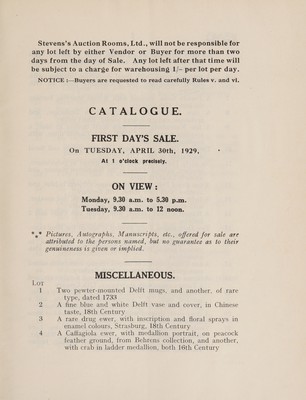 Stevens's Auction Rooms, Ltd., will not be responsible for
any lot left by either Vendor or Buyer for more than two
days from the day of Sale. Any lot left after that time will
be subject to a charge for warehousing 1/- per lot per day.
NOTICE :—Buyers are requested to read carefully Rules v. and vi.
CATALOGUE.
FIRST DAY'S SALE.
On TUESDAY, APRIL 30th, 1929,
At 1 o'clock precisely.
ON VIEW :
Monday, 9.30 a.m. to 5.30 p.m.
Tuesday, 9.30 a.m. to 12 noon.
*** Pictures, Autographs, Manuscripts, etc., offered for sale are
attributed to the persons named, but no guarantee as to their
genuineness is given or implied.
MISCELLANEOUS.
Lot
1 Two pewter-mounted Delft mugs, and another, of rare
type, dated 1733
2 A fine blue and white Delft vase and cover, in Chinese
taste, 18th Century
3 A rare drug ewer, with inscription and floral sprays in
enamel colours, Strasburg, 18th Century
4 A Caffagiola ewer, with medallion portrait, on peacock
feather ground, from Behrens collection, and another,
with crab in ladder medallion, both 16th Century